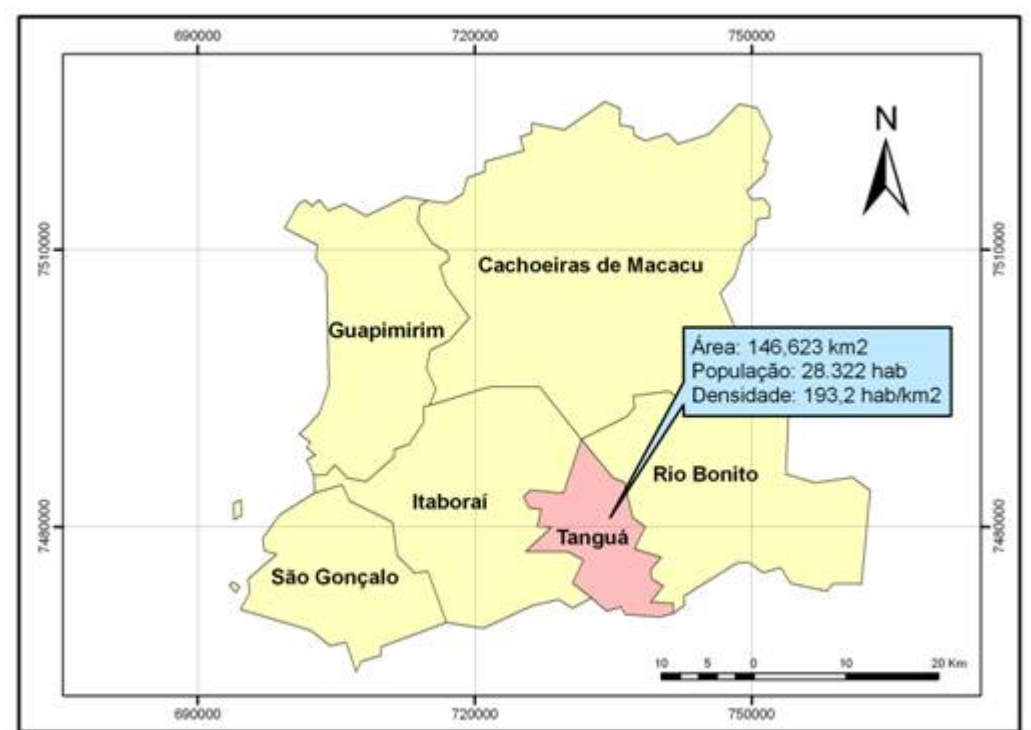 690000
720000
750000
N
7510000
7510000
Cachoeiras de Macacu
Guapimirim
Área: 146,623 km2
População: 28.322 hab
Densidade: 193,2 hab/km2
Rio Bonito
Itaboraí
7480000
7480000
Tanguá
São Gonçalo
10 5 0 10 20 Km
690000
720000
750000